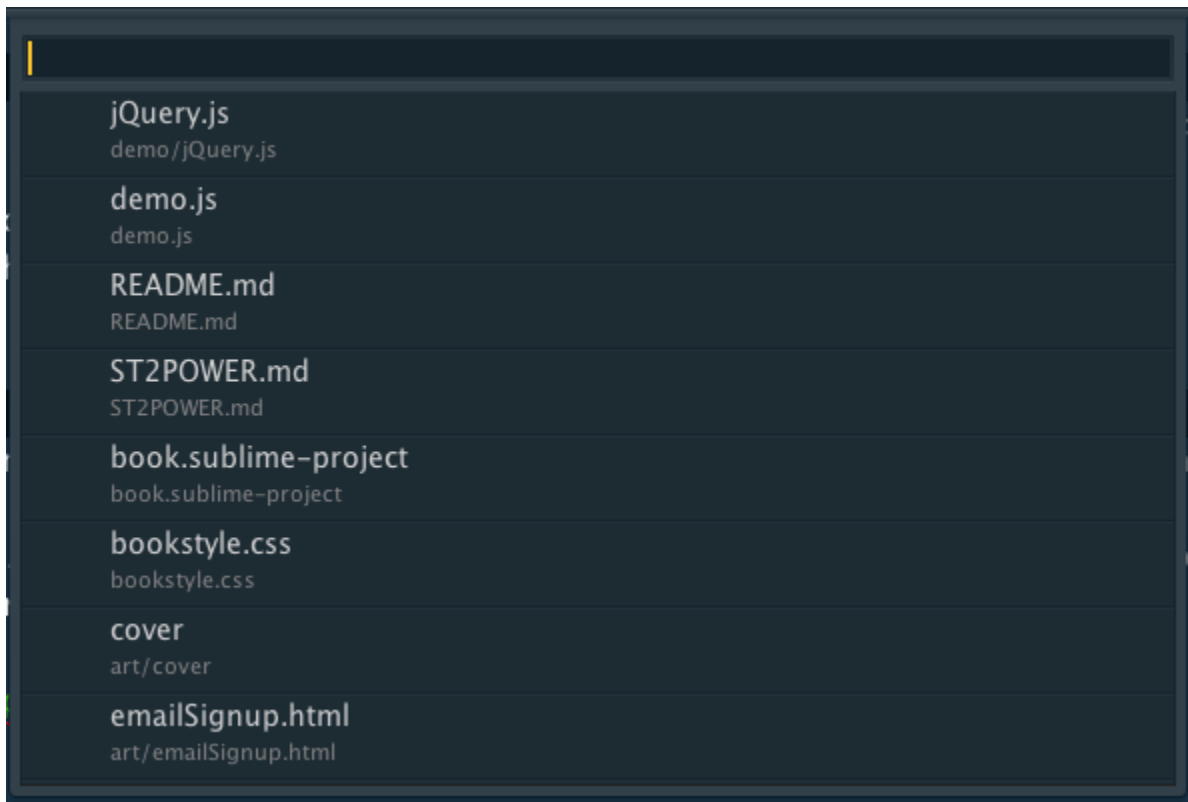 jQuery.js
demo/jQuery.js
demo.js
demo.js
README.md
README.md
ST2POWER.md
ST2POWER.md
book.sublime-project
book.sublime-project
bookstyle.css
bookstyle.css
cover
art/cover
emailSignup.html
art/emailSignup.html